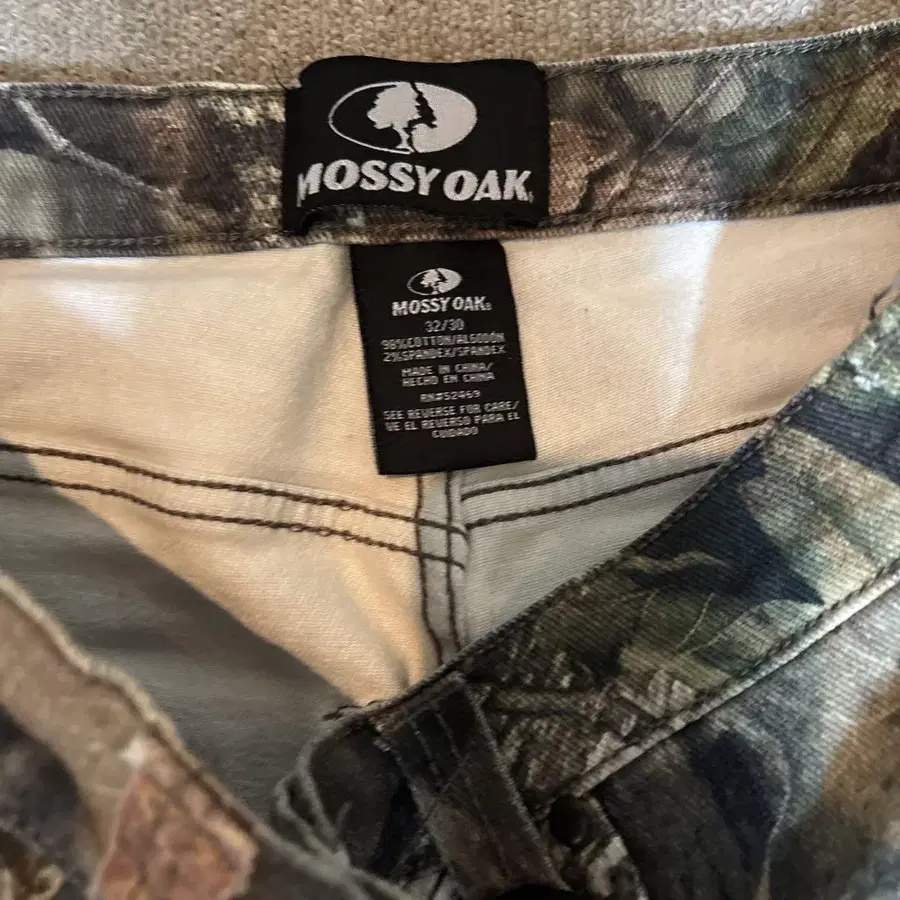 MOSSY OAK
MOSSY OAK
32/30
98%COTTON/ALGODÓN
2%SPANDEX/SPANDEX
MADE IN CHINA/
HECHO EN CHINA
RN#52469
SEE REVERSE FOR CARE/
VE EL REVERSO PARA EL
CUIDADO